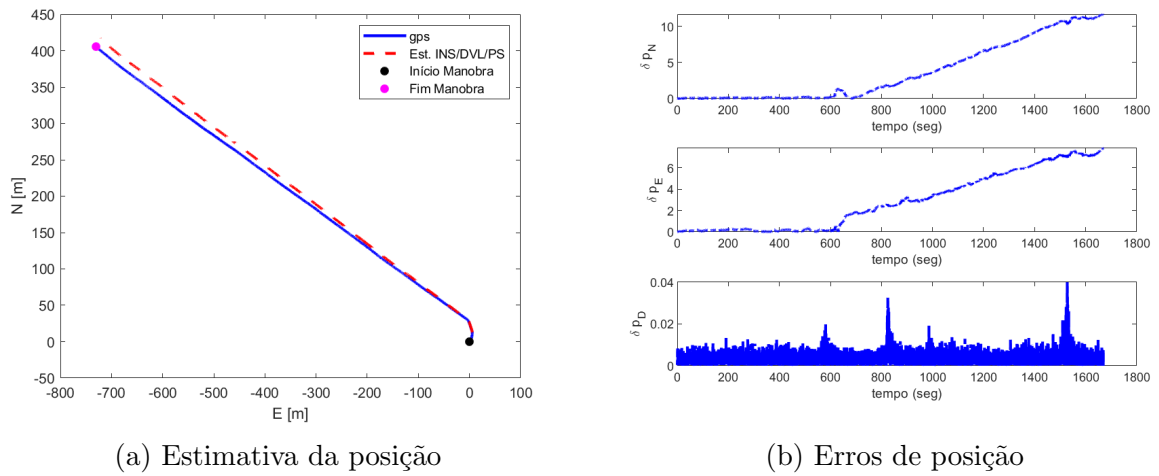 450
400
350
300
250
200
150
100
50
0
-50
N [m]
-800 -700 -600 -500 -400 -300 -200 -100 0 100
E [m]
gps
Est. INS/DVL/PS
Início Manobra
Fim Manobra
(a) Estimativa da posição
10
5
0
δ p_N
0 200 400 600 800 1000 1200 1400 1600 1800
tempo (seg)
6
4
2
0
δ p_E
0 200 400 600 800 1000 1200 1400 1600 1800
tempo (seg)
0.04
0.02
0
δ p_D
0 200 400 600 800 1000 1200 1400 1600 1800
tempo (seg)
(b) Erros de posição